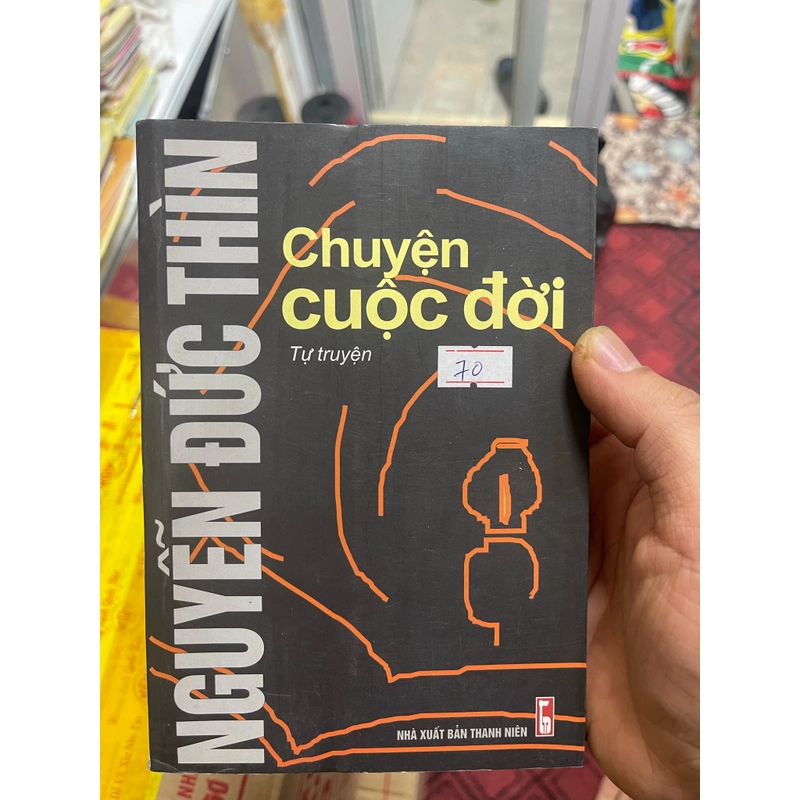 NGUYỄN ĐỨC THÌN
Chuyện
cuộc đời
Tự truyện
70
NHÀ XUẤT BẢN THANH NIÊN